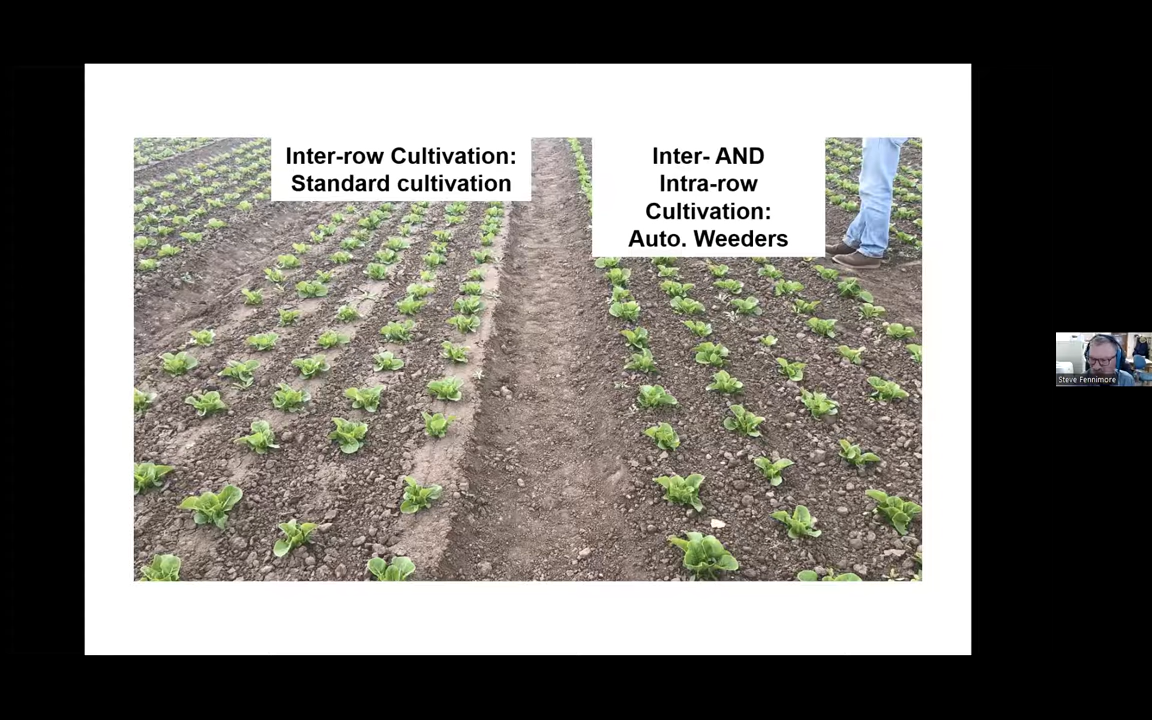 Inter-row Cultivation:
Standard cultivation
Inter- AND
Intra-row
Cultivation:
Auto. Weeders
Steve Fennimore